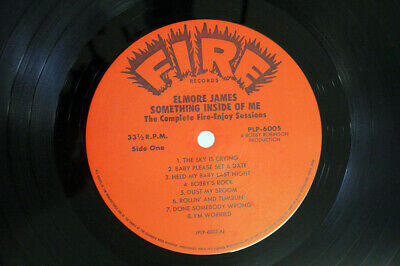 FIRE
RECORDS
ELMORE JAMES
SOMETHING INSIDE OF ME
The Complete Fire-Enjoy Sessions
33⅓ R.P.M.
Side One
PLP-6005
A BOBBY ROBINSON
PRODUCTION
1. THE SKY IS CRYING
2. BABY PLEASE SET A DATE
3. HELD MY BABY LAST NIGHT
4. BOBBY'S ROCK
5. DUST MY BROOM
6. ROLLIN' AND TUMBLIN'
7. DONE SOMEBODY WRONG
8. I'M WORRIED